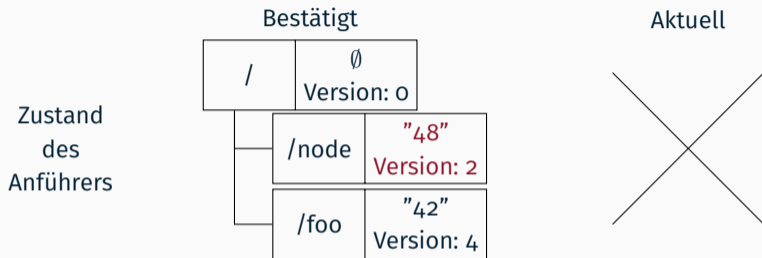 Bestätigt
Aktuell
/
∅
Version: 0
Zustand
des
Anführers
/node
"48"
Version: 2
/foo
"42"
Version: 4